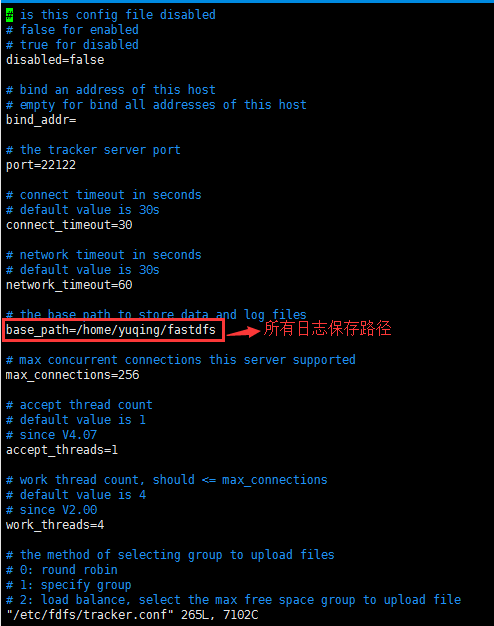 # is this config file disabled
# false for enabled
# true for disabled
disabled=false
# bind an address of this host
# empty for bind all addresses of this host
bind_addr=
# the tracker server port
port=22122
# connect timeout in seconds
# default value is 30s
connect_timeout=30
# network timeout in seconds
# default value is 30s
network_timeout=60
# the base path to store data and log files
base_path=/home/yuqing/fastdfs 所有日志保存路径
# max concurrent connections this server supported
max_connections=256
# accept thread count
# default value is 1
# since V4.07
accept_threads=1
# work thread count, should <= max_connections
# default value is 4
# since V2.00
work_threads=4
# the method of selecting group to upload files
# 0: round robin
# 1: specify group
# 2: load balance, select the max free space group to upload file
"/etc/fdfs/tracker.conf" 265L, 7102C